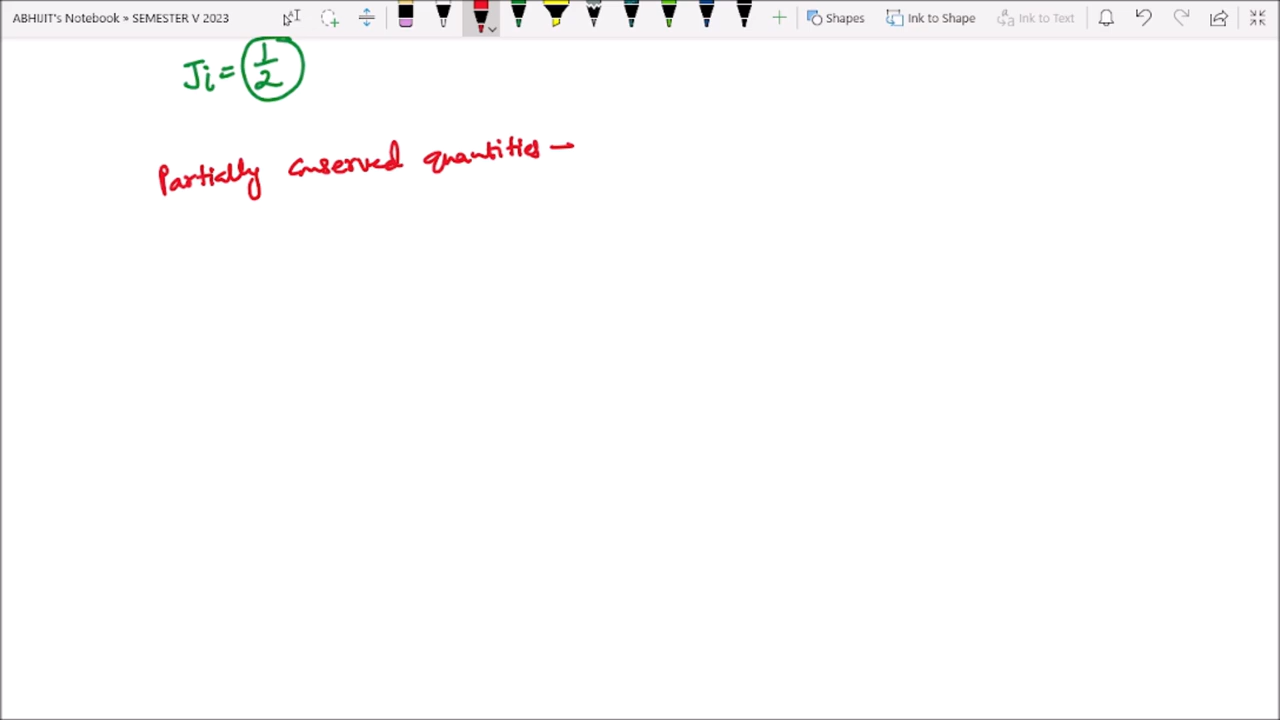 ABHIJIT's Notebook » SEMESTER V 2023
Shapes
Ink to Shape
Ink to Text
Ji = 1/2
Partially conserved quantities –